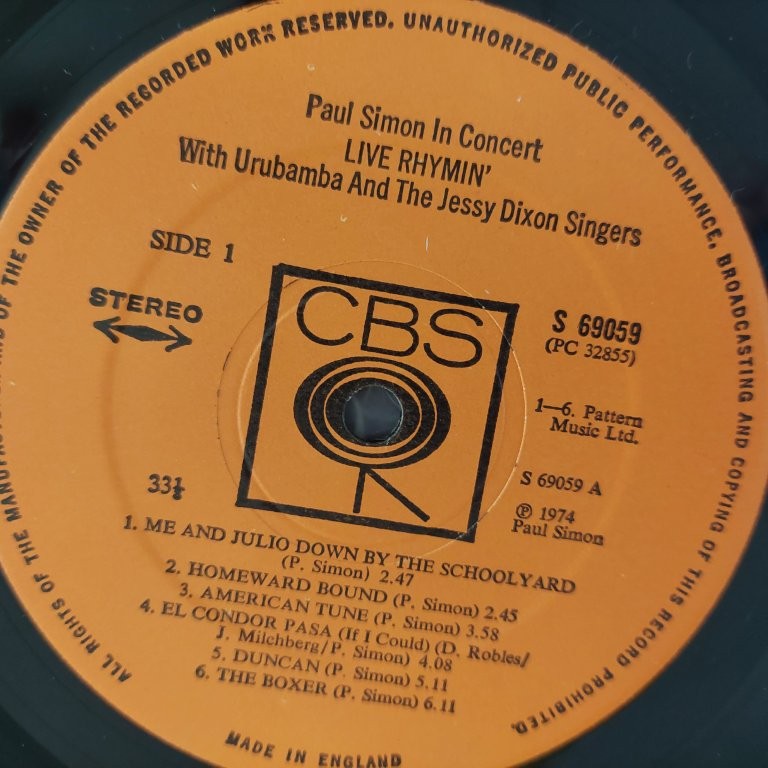 ALL RIGHTS OF THE MANUFACTURER AND OF THE OWNER OF THE RECORDED WORK RESERVED. UNAUTHORIZED PUBLIC PERFORMANCE, BROADCASTING AND COPYING OF THIS RECORD PROHIBITED.
Paul Simon In Concert
LIVE RHYMIN'
With Urubamba And The Jessy Dixon Singers
SIDE 1
STEREO
CBS
S 69059
(PC 32855)
1—6. Pattern
Music Ltd.
33⅓
S 69059 A
℗ 1974
Paul Simon
1. ME AND JULIO DOWN BY THE SCHOOLYARD
(P. Simon) 2.47
2. HOMEWARD BOUND (P. Simon) 2.45
3. AMERICAN TUNE (P. Simon) 3.58
4. EL CONDOR PASA (If I Could) (D. Robles/
J. Milchberg/P. Simon) 4.08
5. DUNCAN (P. Simon) 5.11
6. THE BOXER (P. Simon) 6.11
MADE IN ENGLAND